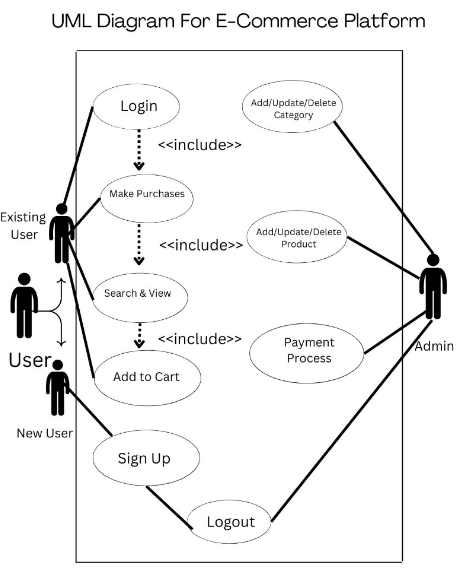 UML Diagram For E-Commerce Platform
Login
Add/Update/Delete
Category
<<include>>
Make Purchases
Existing
User
Add/Update/Delete
Product
<<include>>
Search & View
<<include>>
Payment
Process
Admin
User
Add to Cart
New User
Sign Up
Logout